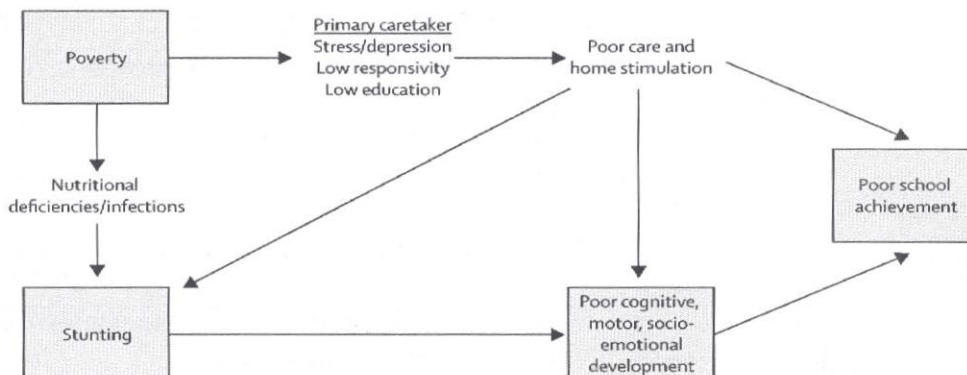 Poverty
Primary caretaker
Stress/depression
Low responsivity
Low education
Poor care and
home stimulation
Nutritional
deficiencies/infections
Poor school
achievement
Stunting
Poor cognitive,
motor, socio-
emotional
development